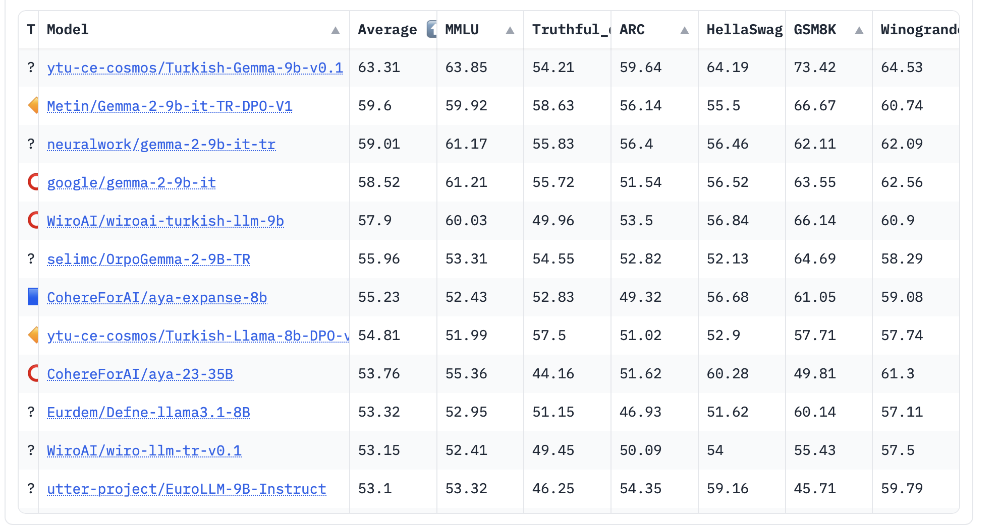 T Model ▲ Average ⬆ MMLU ▲ Truthful_ ARC ▲ HellaSwag GSM8K ▲ Winogrande
? ytu-ce-cosmos/Turkish-Gemma-9b-v0.1 63.31 63.85 54.21 59.64 64.19 73.42 64.53
Metin/Gemma-2-9b-it-TR-DPO-V1 59.6 59.92 58.63 56.14 55.5 66.67 60.74
? neuralwork/gemma-2-9b-it-tr 59.01 61.17 55.83 56.4 56.46 62.11 62.09
google/gemma-2-9b-it 58.52 61.21 55.72 51.54 56.52 63.55 62.56
WiroAI/wiroai-turkish-llm-9b 57.9 60.03 49.96 53.5 56.84 66.14 60.9
? selimc/OrpoGemma-2-9B-TR 55.96 53.31 54.55 52.82 52.13 64.69 58.29
CohereForAI/aya-expanse-8b 55.23 52.43 52.83 49.32 56.68 61.05 59.08
ytu-ce-cosmos/Turkish-Llama-8b-DPO-v 54.81 51.99 57.5 51.02 52.9 57.71 57.74
CohereForAI/aya-23-35B 53.76 55.36 44.16 51.62 60.28 49.81 61.3
? Eurdem/Defne-llama3.1-8B 53.32 52.95 51.15 46.93 51.62 60.14 57.11
? WiroAI/wiro-llm-tr-v0.1 53.15 52.41 49.45 50.09 54 55.43 57.5
? utter-project/EuroLLM-9B-Instruct 53.1 53.32 46.25 54.35 59.16 45.71 59.79